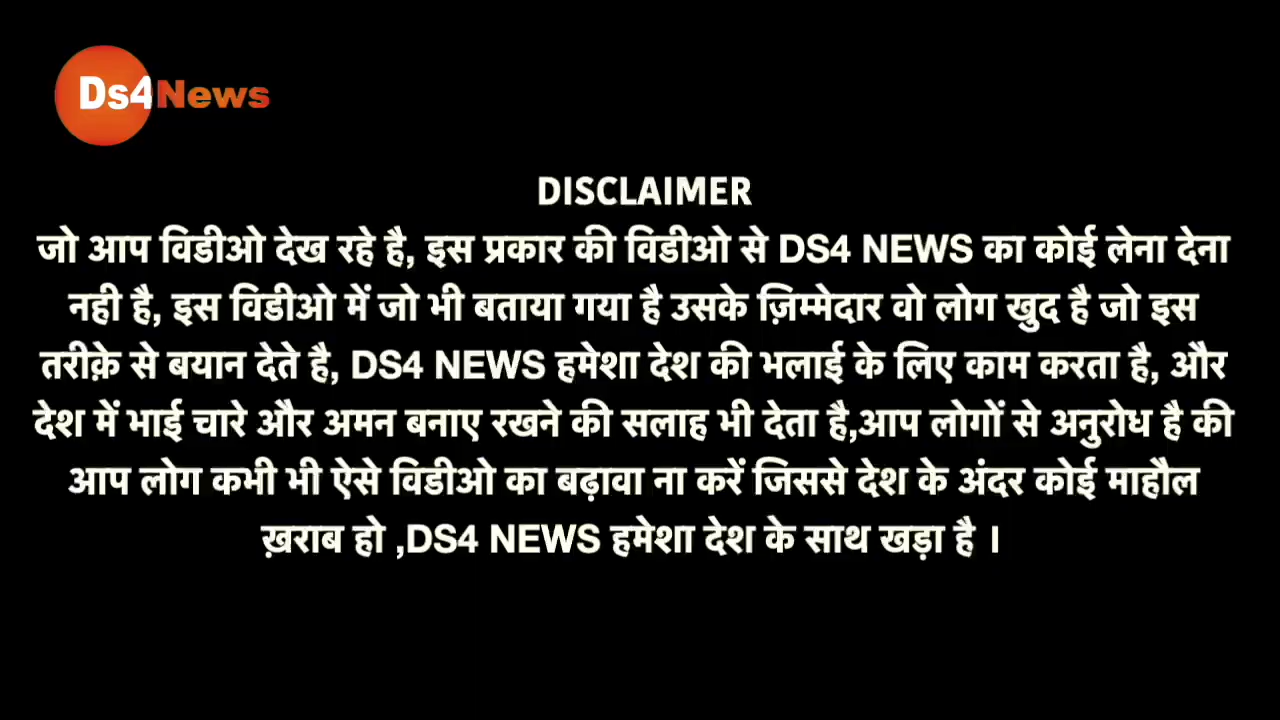 Ds4News
DISCLAIMER
जो आप विडीओ देख रहे है, इस प्रकार की विडीओ से DS4 NEWS का कोई लेना देना
नही है, इस विडीओ में जो भी बताया गया है उसके ज़िम्मेदार वो लोग खुद है जो इस
तरीक़े से बयान देते है, DS4 NEWS हमेशा देश की भलाई के लिए काम करता है, और
देश में भाई चारे और अमन बनाए रखने की सलाह भी देता है,आप लोगों से अनुरोध है की
आप लोग कभी भी ऐसे विडीओ का बढ़ावा ना करें जिससे देश के अंदर कोई माहौल
ख़राब हो ,DS4 NEWS हमेशा देश के साथ खड़ा है ।